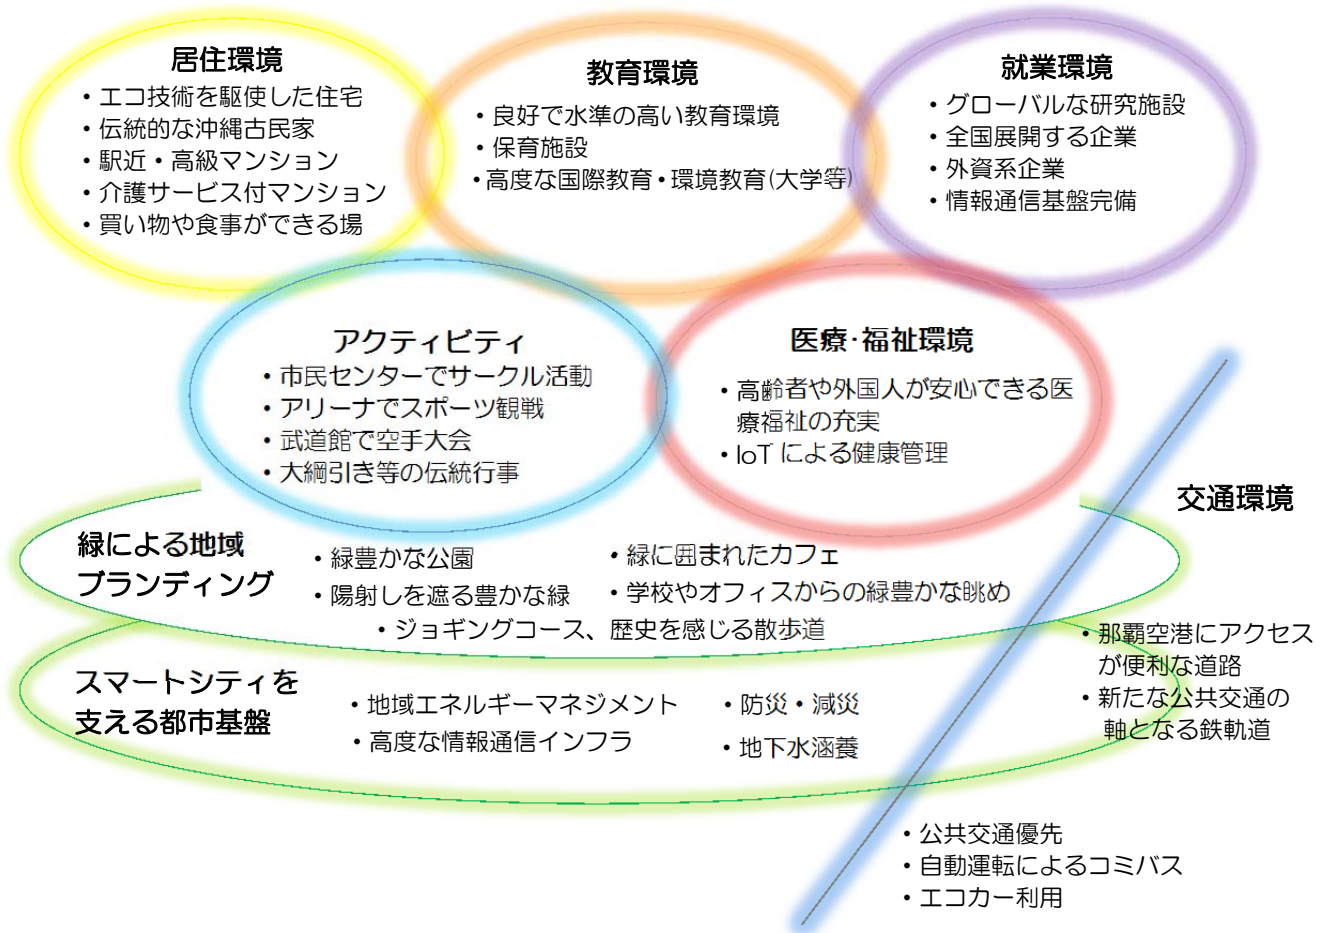 居住環境
・エコ技術を駆使した住宅
・伝統的な沖縄古民家
・駅近・高級マンション
・介護サービス付マンション
・買い物や食事ができる場
教育環境
・良好で水準の高い教育環境
・保育施設
・高度な国際教育・環境教育(大学等)
就業環境
・グローバルな研究施設
・全国展開する企業
・外資系企業
・情報通信基盤完備
アクティビティ
・市民センターでサークル活動
・アリーナでスポーツ観戦
・武道館で空手大会
・大綱引き等の伝統行事
医療・福祉環境
・高齢者や外国人が安心できる医
療福祉の充実
・IoTによる健康管理
緑による地域
ブランディング
・緑豊かな公園
・陽射しを遮る豊かな緑
・緑に囲まれたカフェ
・学校やオフィスからの緑豊かな眺め
・ジョギングコース、歴史を感じる散歩道
スマートシティを
支える都市基盤
・地域エネルギーマネジメント
・高度な情報通信インフラ
・防災・減災
・地下水涵養
交通環境
・那覇空港にアクセス
が便利な道路
・新たな公共交通の
軸となる鉄軌道
・公共交通優先
・自動運転によるコミバス
・エコカー利用